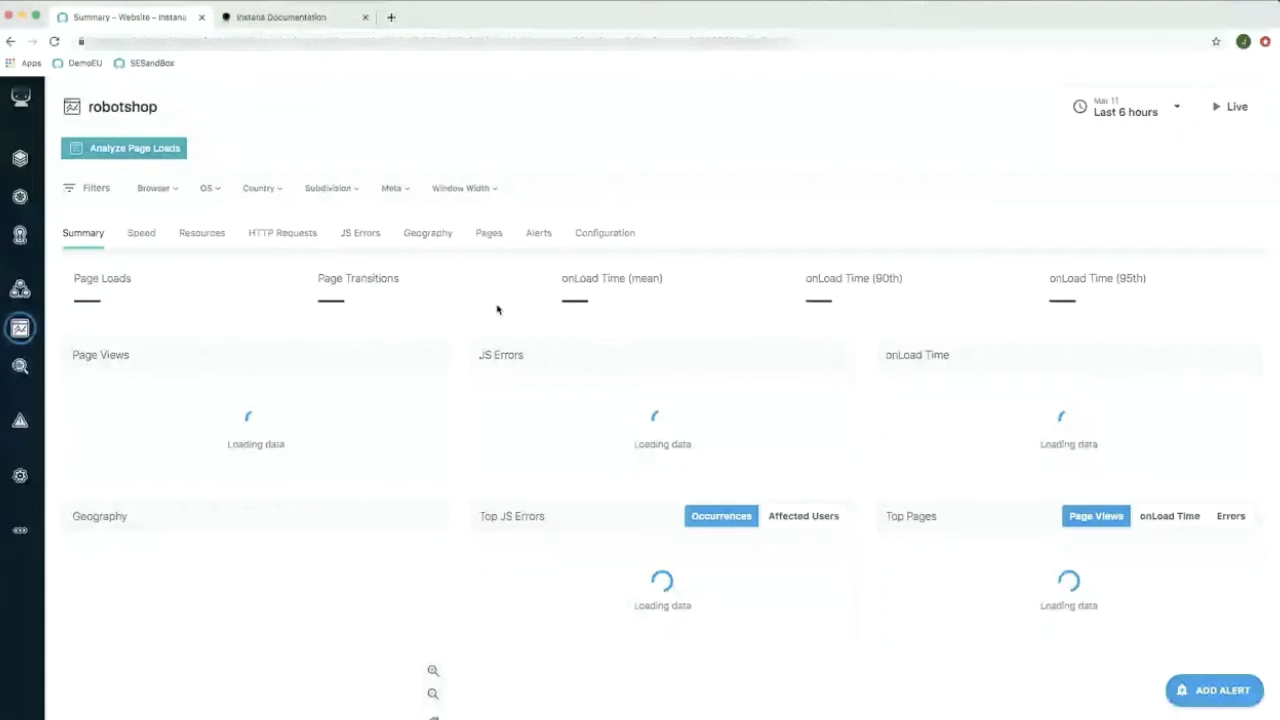 Summary – Website – Instana
Instana Documentation
Apps
DemoEU
SESandBox
robotshop
Mar 11
Last 6 hours
Live
Analyze Page Loads
Filters Browser OS Country Subdivision Meta Window Width
Summary Speed Resources HTTP Requests JS Errors Geography Pages Alerts Configuration
Page Loads Page Transitions onLoad Time (mean) onLoad Time (90th) onLoad Time (95th)
Page Views JS Errors onLoad Time
Loading data Loading data Loading data
Geography Top JS Errors Occurrences Affected Users Top Pages Page Views onLoad Time Errors
Loading data Loading data
ADD ALERT